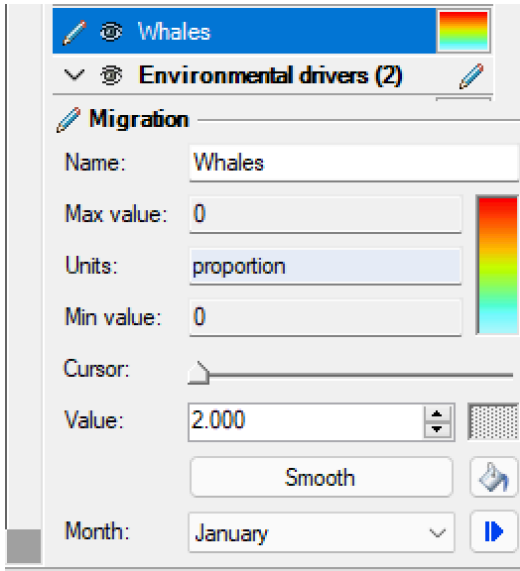 Whales
Environmental drivers (2)
Migration
Name: Whales
Max value: 0
Units: proportion
Min value: 0
Cursor:
Value: 2.000
Smooth
Month: January